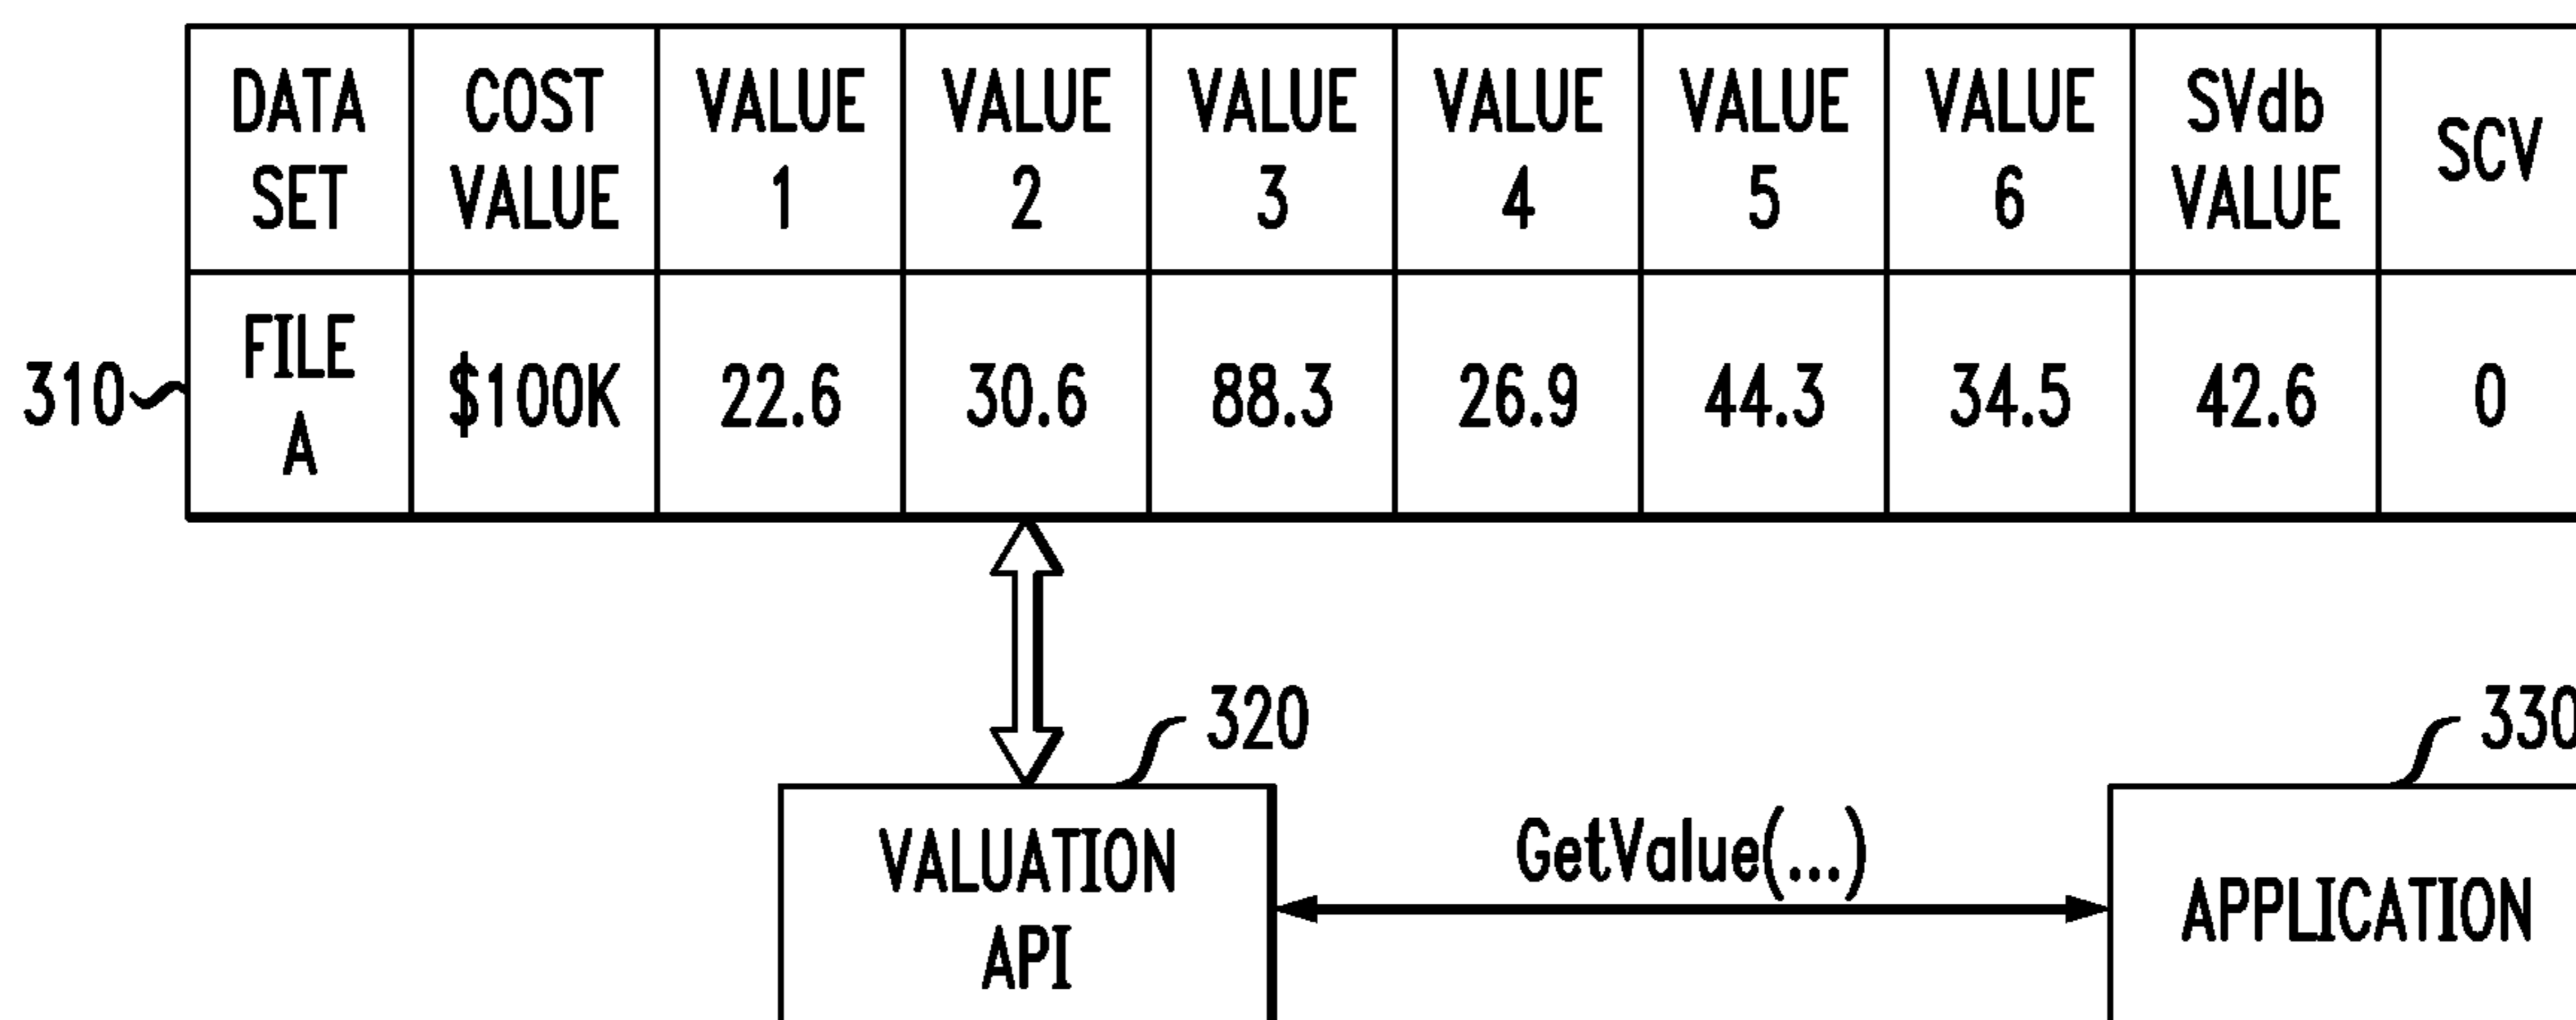 DATA SET	COST VALUE	VALUE 1	VALUE 2	VALUE 3	VALUE 4	VALUE 5	VALUE 6	SVdb VALUE	SCV
310	FILE A	$100K	22.6	30.6	88.3	26.9	44.3	34.5	42.6	0
320
330
VALUATION
API
GetValue(...)
APPLICATION